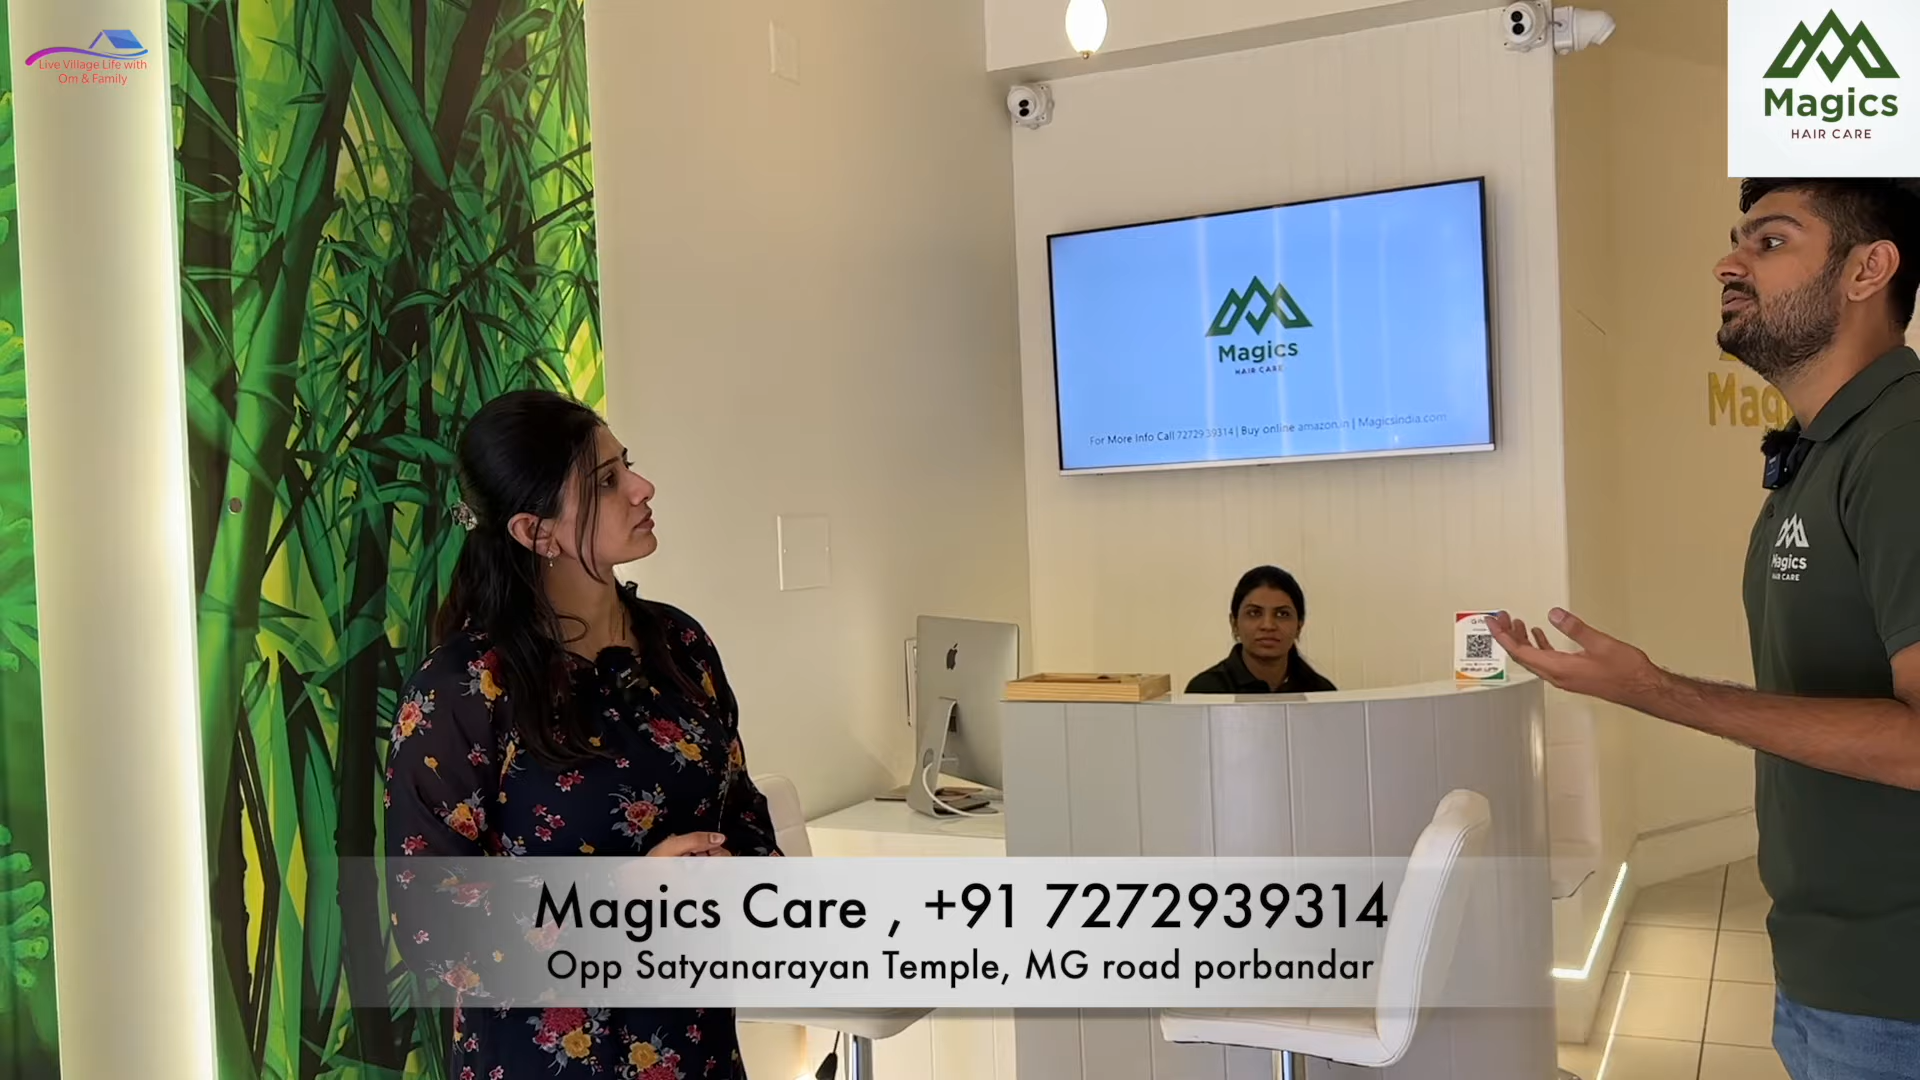 Live Village Life with
Om & Family
Magics
HAIR CARE
Magics
HAIR CARE
For More Info Call 7272939314 | Buy online amazon.in | Magicsindia.com
Magics
HAIR CARE
Magics Care , +91 7272939314
Opp Satyanarayan Temple, MG road porbandar